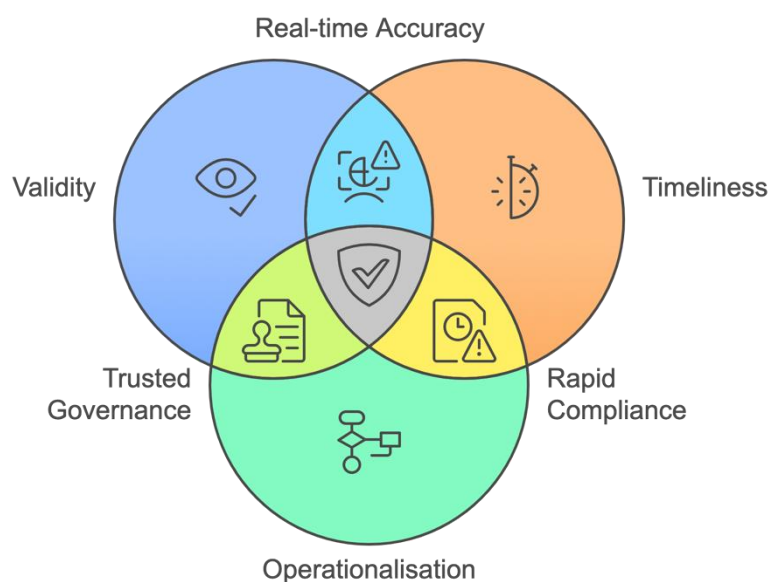 Real-time Accuracy
Validity
Timeliness
Trusted
Governance
Rapid
Compliance
Operationalisation